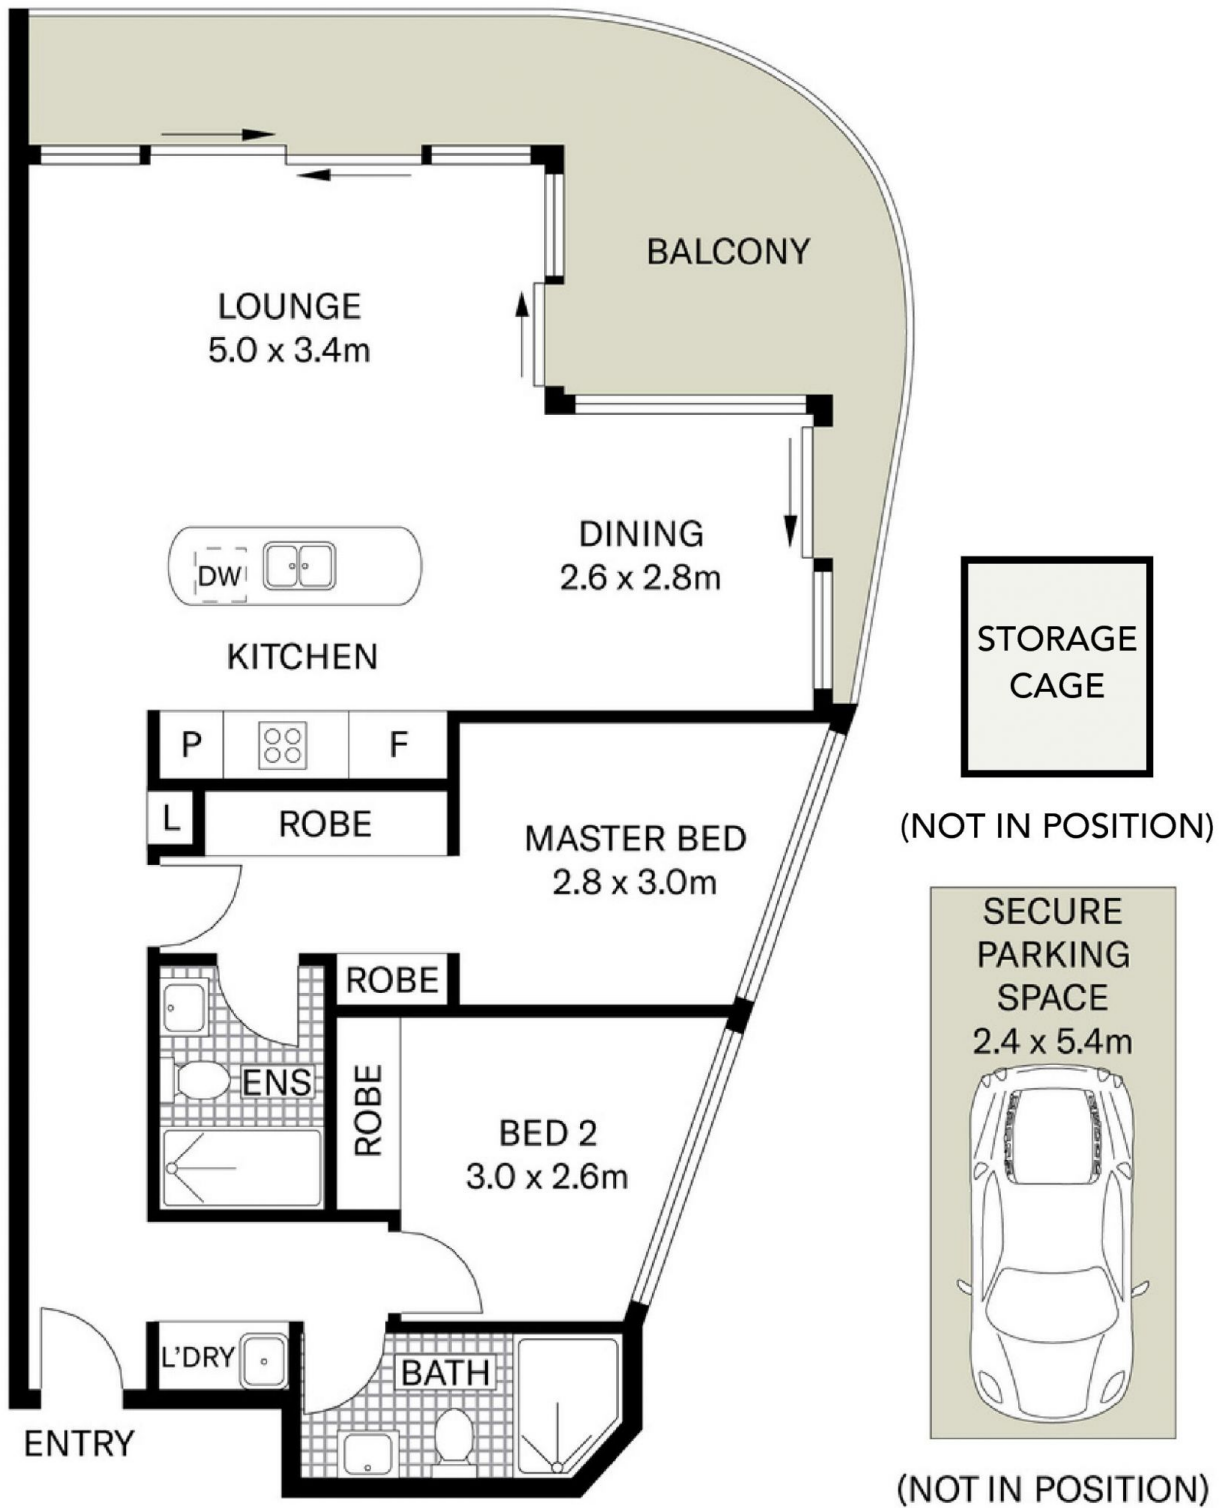 BALCONY
LOUNGE
5.0 x 3.4m
DINING
2.6 x 2.8m
DW
KITCHEN
P
F
L
ROBE
MASTER BED
2.8 x 3.0m
ROBE
ENS
ROBE
BED 2
3.0 x 2.6m
L'DRY
BATH
ENTRY
STORAGE
CAGE
(NOT IN POSITION)
SECURE
PARKING
SPACE
2.4 x 5.4m
(NOT IN POSITION)